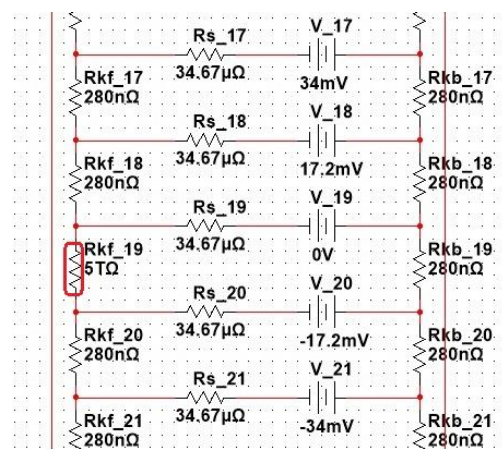 Rs_17
V_17
34.67µΩ
34mV
Rkf_17
280nΩ
Rkb_17
280nΩ
Rs_18
V_18
34.67µΩ
17.2mV
Rkf_18
280nΩ
Rkb_18
280nΩ
Rs_19
V_19
34.67µΩ
0V
Rkf_19
5TΩ
Rkb_19
280nΩ
Rs_20
V_20
34.67µΩ
-17.2mV
Rkf_20
280nΩ
Rkb_20
280nΩ
Rs_21
V_21
34.67µΩ
-34mV
Rkf_21
280nΩ
Rkb_21
280nΩ